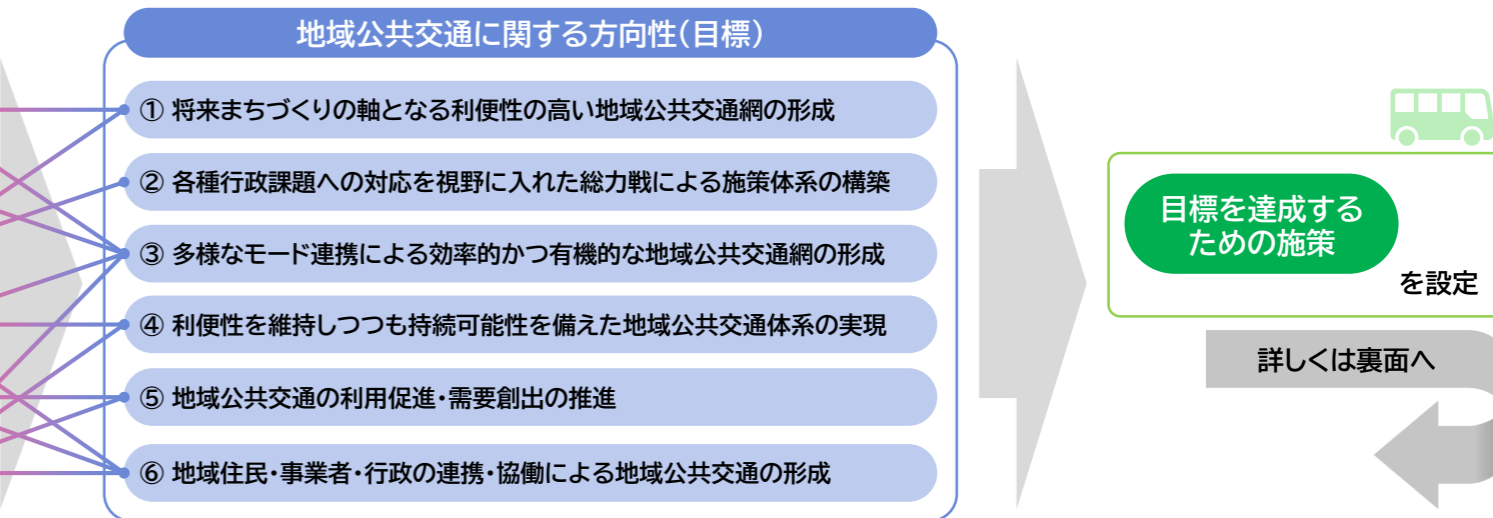 地域公共交通に関する方向性（目標）
① 将来まちづくりの軸となる利便性の高い地域公共交通網の形成
② 各種行政課題への対応を視野に入れた総力戦による施策体系の構築
③ 多様なモード連携による効率的かつ有機的な地域公共交通網の形成
④ 利便性を維持しつつも持続可能性を備えた地域公共交通体系の実現
⑤ 地域公共交通の利用促進・需要創出の推進
⑥ 地域住民・事業者・行政の連携・協働による地域公共交通の形成
目標を達成する
ための施策
を設定
詳しくは裏面へ